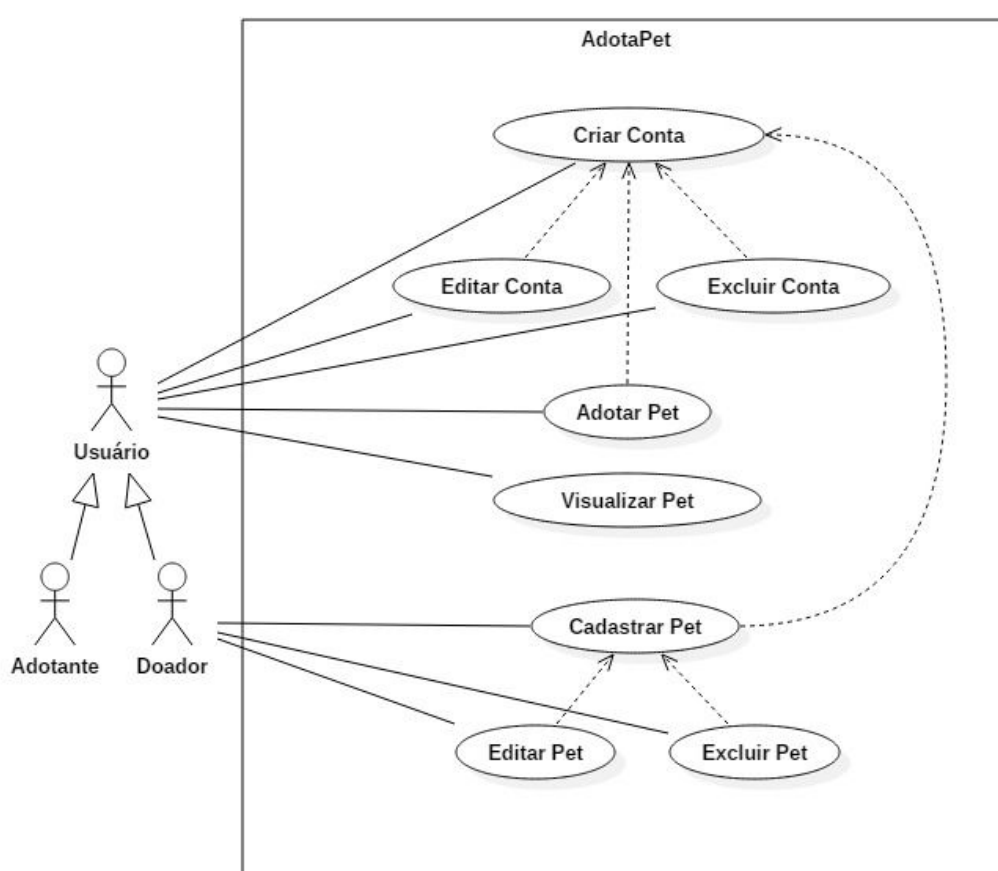 AdotaPet
Criar Conta
Editar Conta
Excluir Conta
Adotar Pet
Usuário
Visualizar Pet
Cadastrar Pet
Adotante
Doador
Editar Pet
Excluir Pet